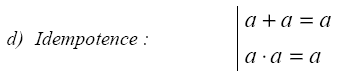 a + a = a
d) Idempotence :
a · a = a